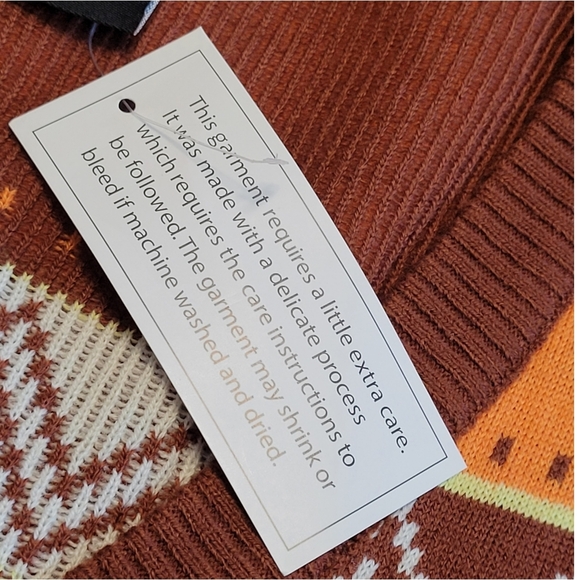 This garment requires a little extra care.
It was made with a delicate process
which requires the care instructions to
be followed. The garment may shrink or
bleed if machine washed and dried.